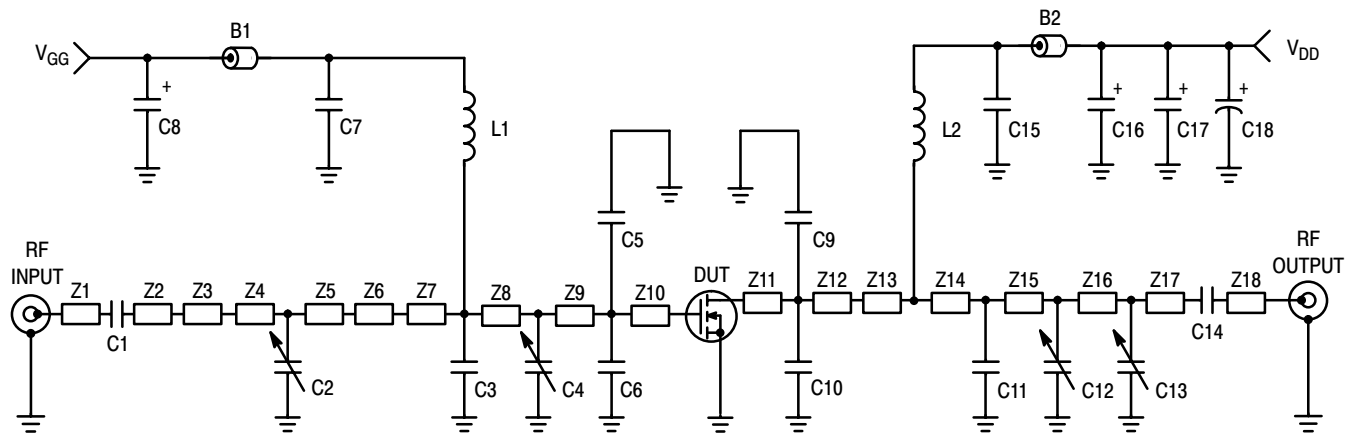 B1
B2
V_GG
V_DD
+
C8
C7
L1
L2
C15
+
C16
+
C17
+
C18
C5
C9
RF
INPUT
RF
OUTPUT
DUT
Z1
C1
Z2
Z3
Z4
Z5
Z6
Z7
Z8
Z9
Z10
Z11
Z12
Z13
Z14
Z15
Z16
Z17
C14
Z18
C2
C3
C4
C6
C10
C11
C12
C13